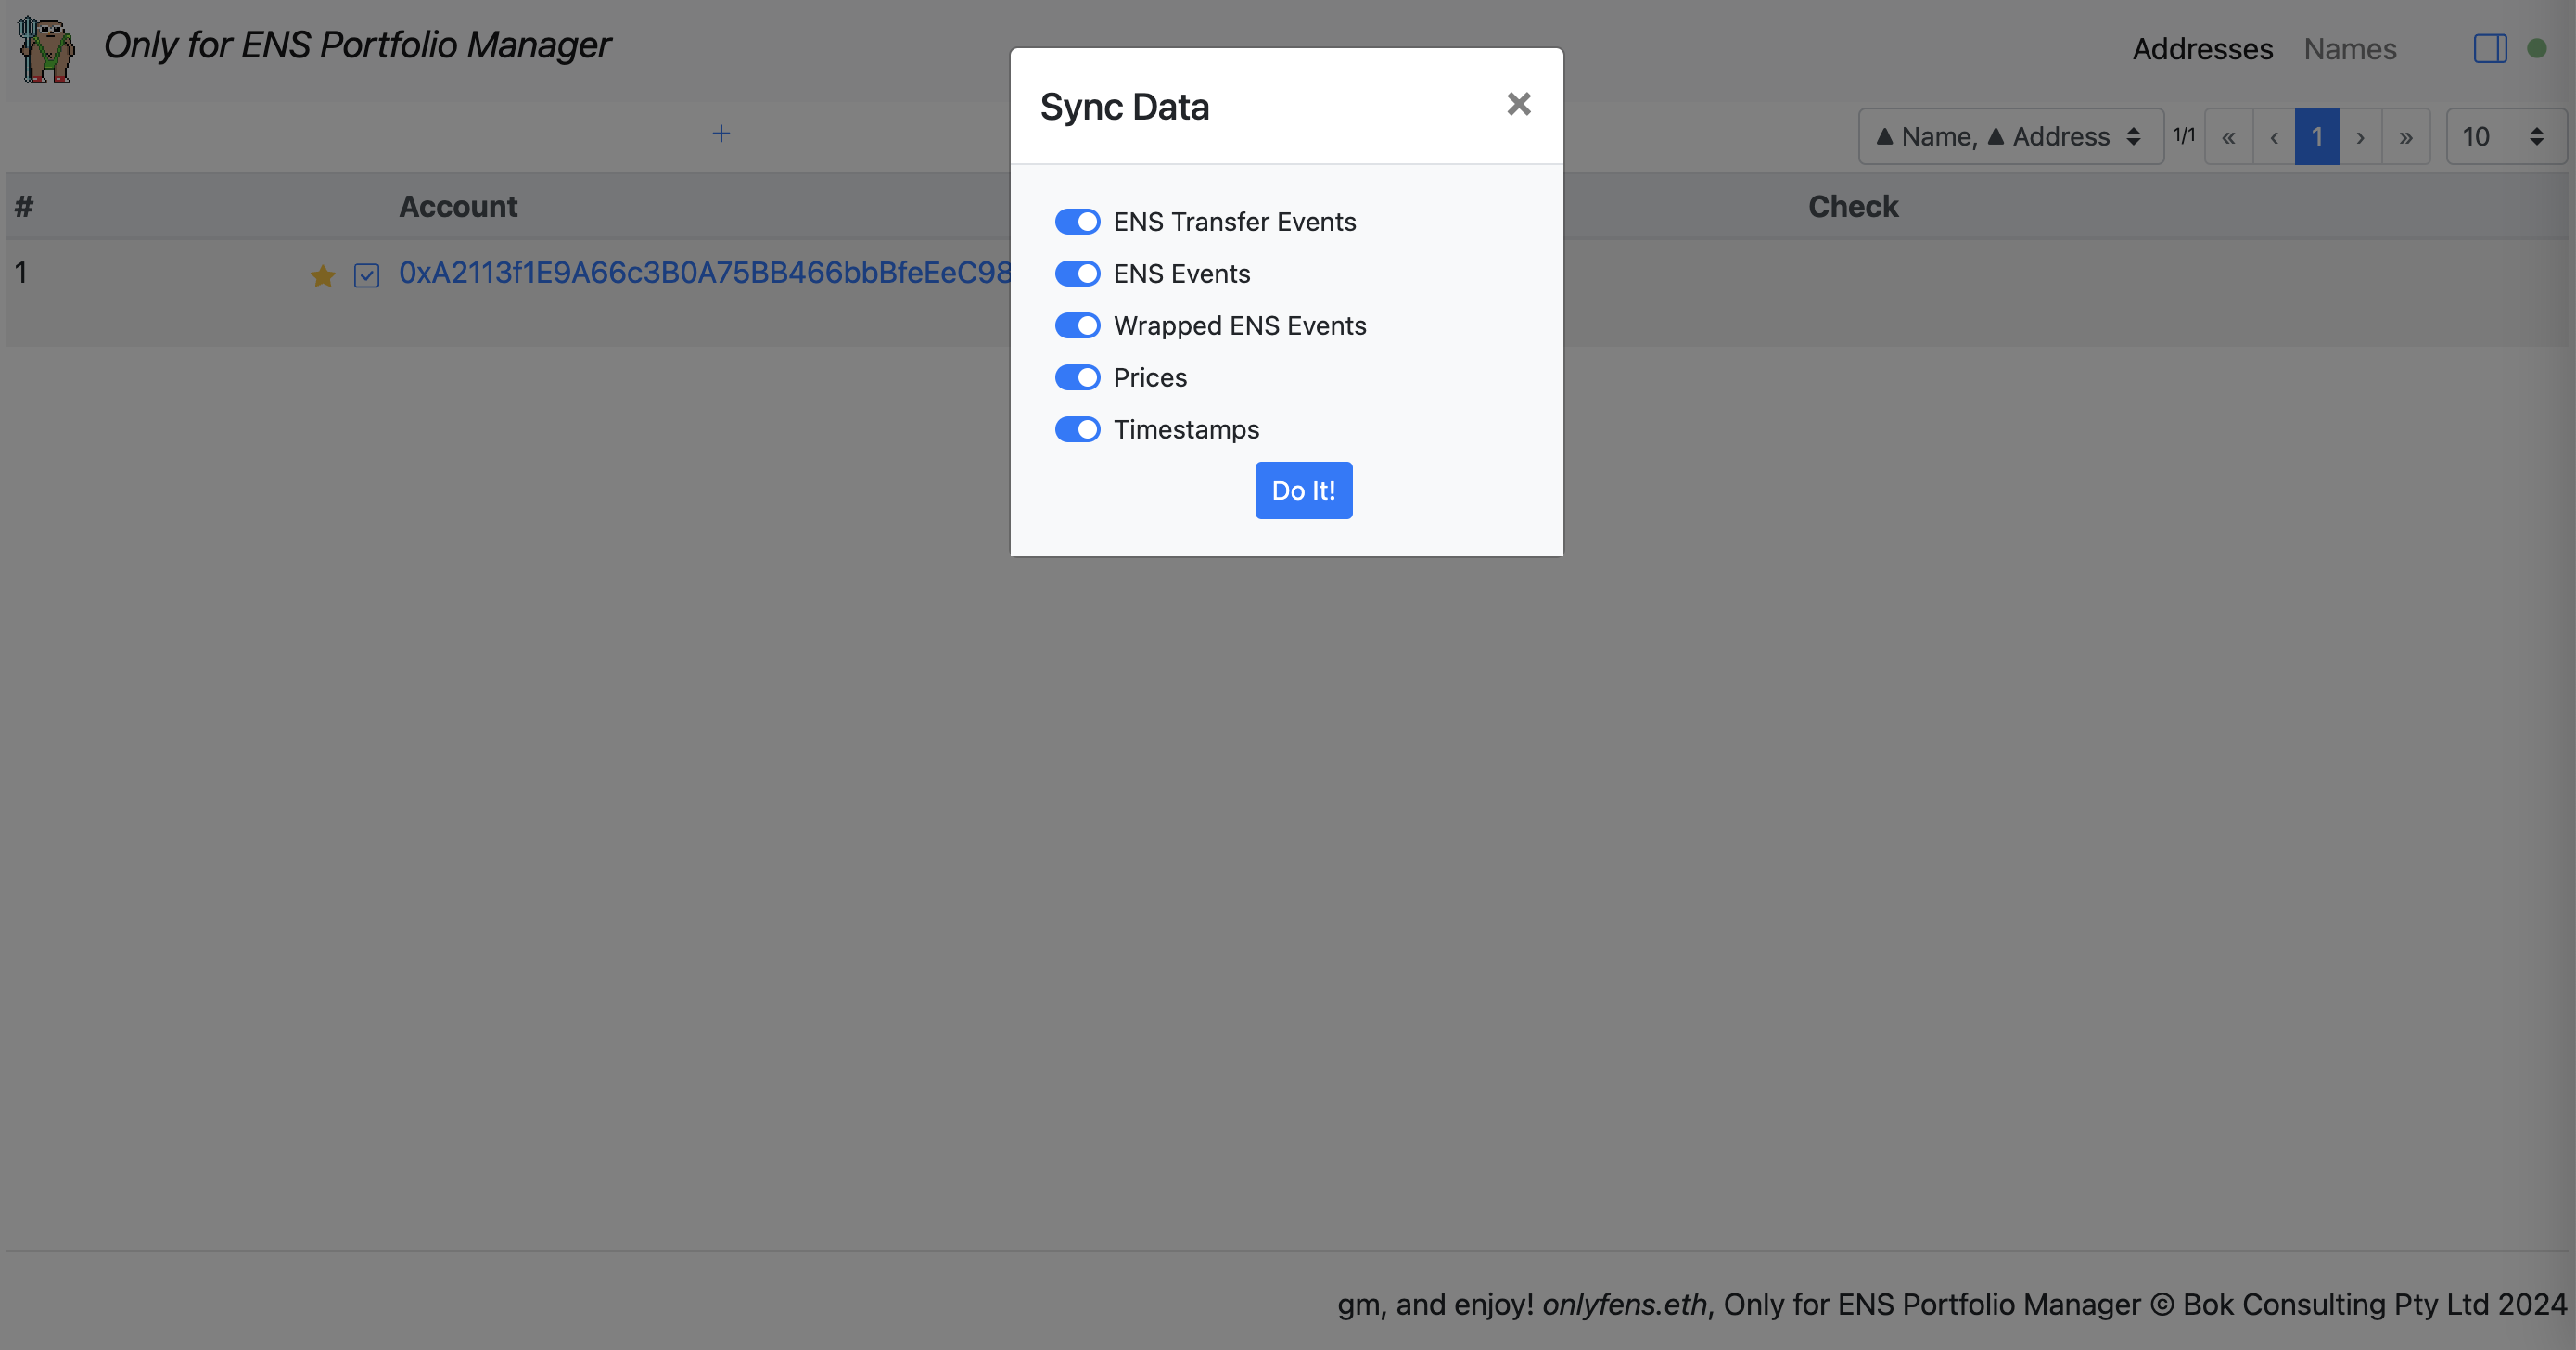 Only for ENS Portfolio Manager
Addresses Names
Sync Data
▲ Name, ▲ Address 1/1 « ‹ 1 › » 10
# Account Check
1 0xA2113f1E9A66c3B0A75BB466bbBfeEeC98
ENS Transfer Events
ENS Events
Wrapped ENS Events
Prices
Timestamps
Do It!
gm, and enjoy! onlyfens.eth, Only for ENS Portfolio Manager © Bok Consulting Pty Ltd 2024